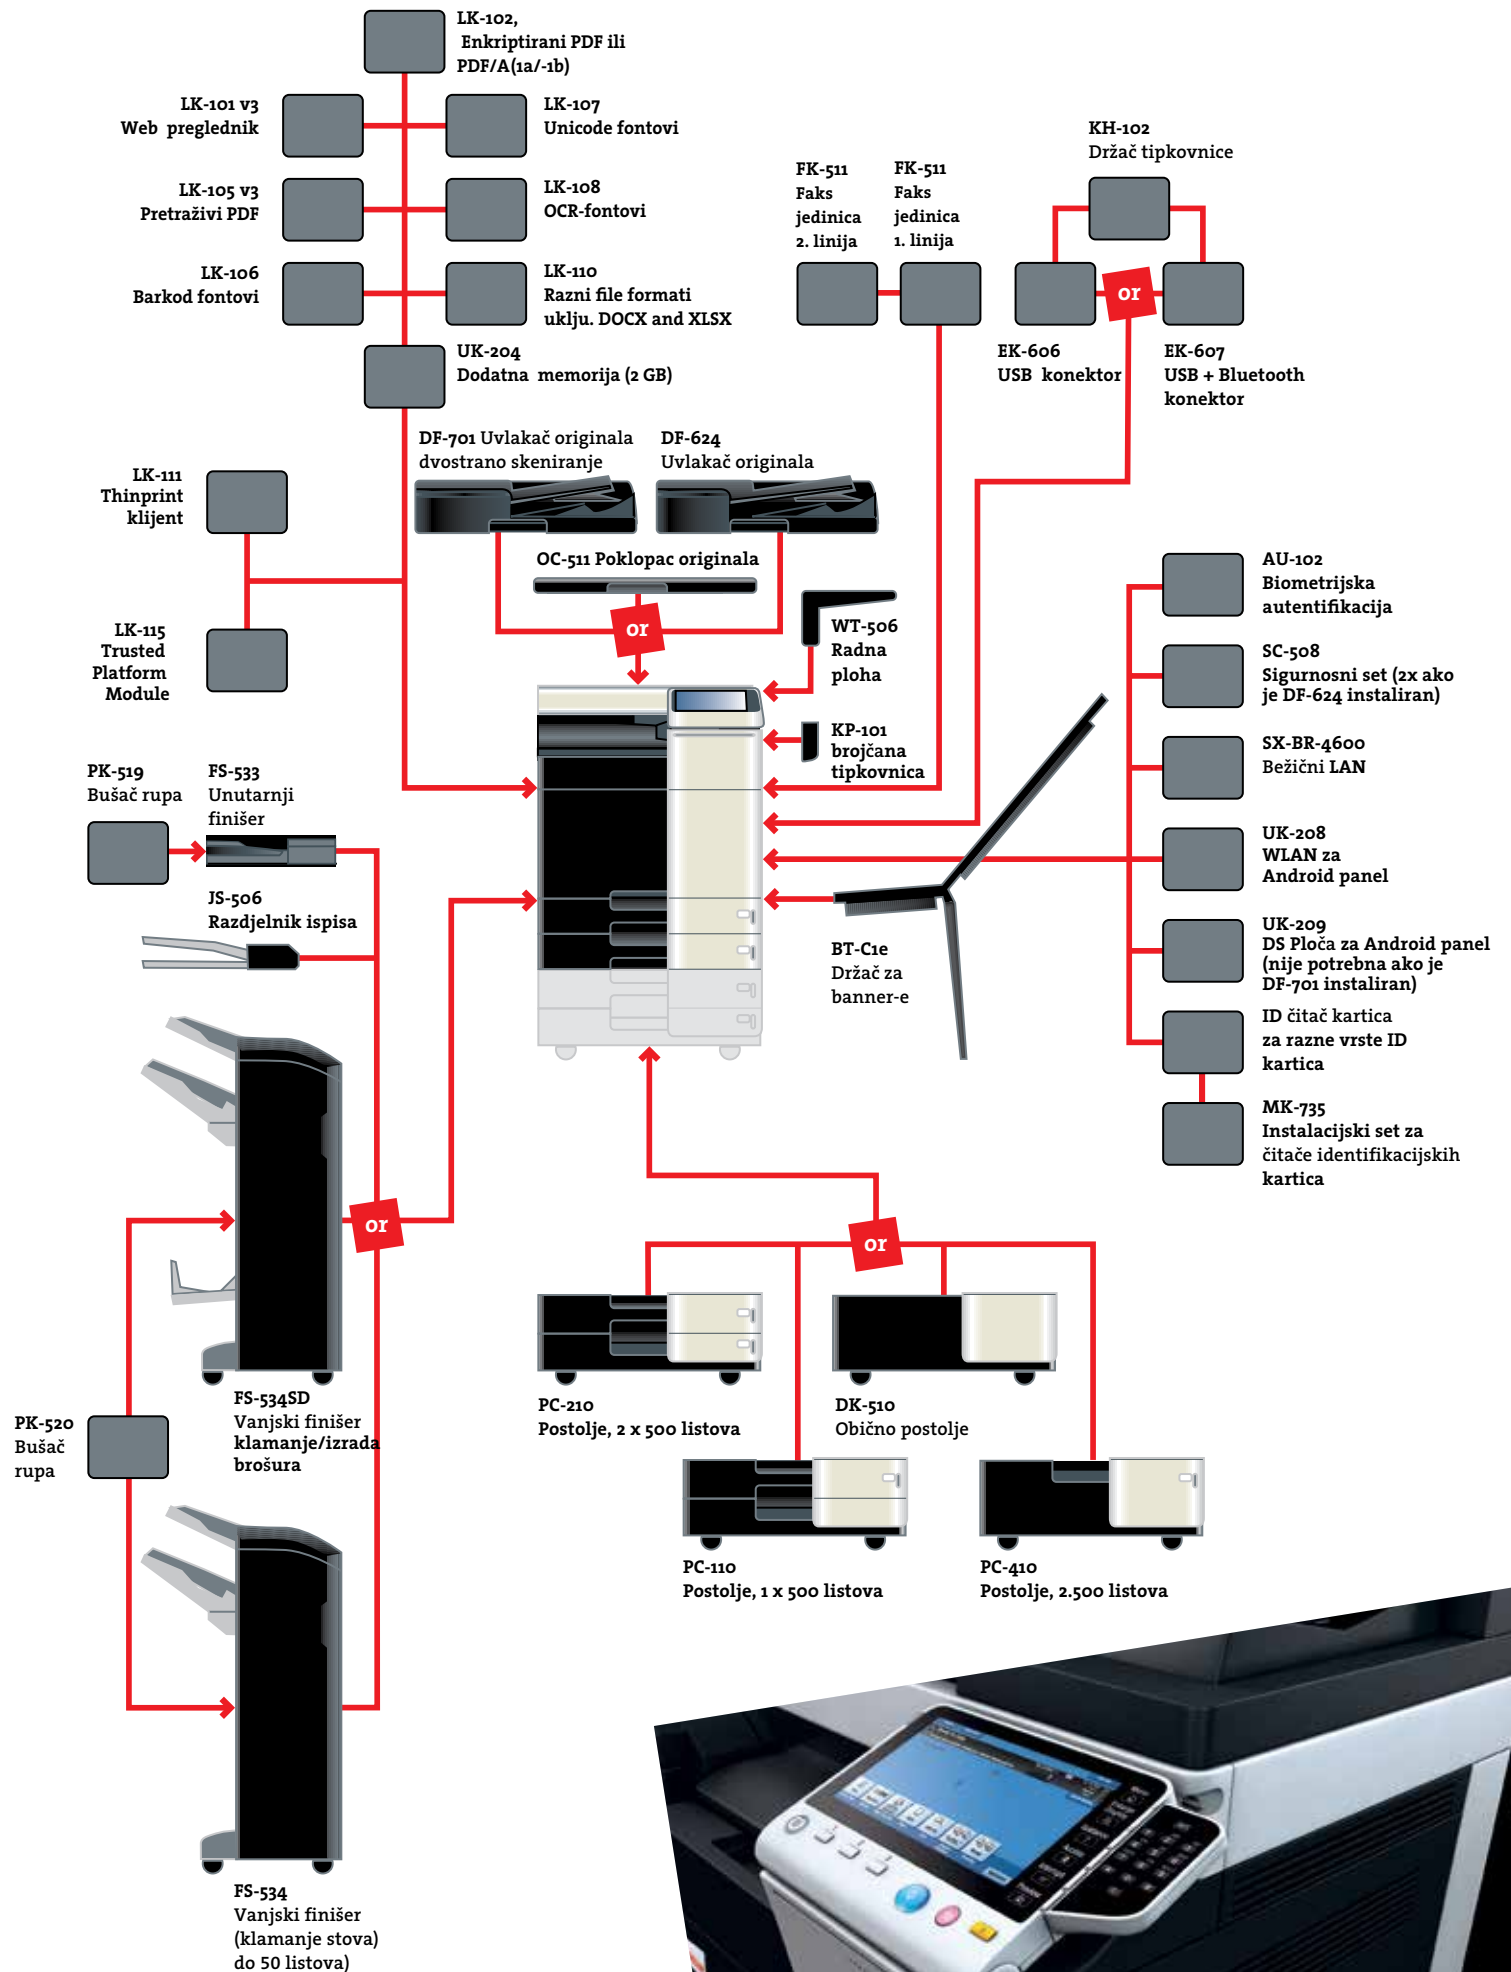 LK-102,
Enkriptirani PDF ili
PDF/A(1a/-1b)
LK-101 v3
Web preglednik
LK-107
Unicode fontovi
LK-105 v3
Pretraživi PDF
LK-108
OCR-fontovi
LK-106
Barkod fontovi
LK-110
Razni file formati
uklju. DOCX and XLSX
UK-204
Dodatna memorija (2 GB)
FK-511
Faks
jedinica
2. linija
FK-511
Faks
jedinica
1. linija
KH-102
Držač tipkovnice
or
EK-606
USB konektor
EK-607
USB + Bluetooth
konektor
DF-701 Uvlakač originala
dvostrano skeniranje
DF-624
Uvlakač originala
LK-111
Thinprint
klijent
OC-511 Poklopac originala
or
LK-115
Trusted
Platform
Module
WT-506
Radna
ploha
KP-101
brojčana
tipkovnica
AU-102
Biometrijska
autentifikacija
SC-508
Sigurnosni set (2x ako
je DF-624 instaliran)
SX-BR-4600
Bežični LAN
UK-208
WLAN za
Android panel
UK-209
DS Ploča za Android panel
(nije potrebna ako je
DF-701 instaliran)
ID čitač kartica
za razne vrste ID
kartica
MK-735
Instalacijski set za
čitače identifikacijskih
kartica
PK-519
Bušač rupa
FS-533
Unutarnji
finišer
JS-506
Razdjelnik ispisa
BT-C1e
Držač za
banner-e
or
or
PC-210
Postolje, 2 x 500 listova
DK-510
Obično postolje
PC-110
Postolje, 1 x 500 listova
PC-410
Postolje, 2.500 listova
FS-534SD
Vanjski finišer
klamanje/izrada
brošura
PK-520
Bušač
rupa
FS-534
Vanjski finišer
(klamanje stova)
do 50 listova)